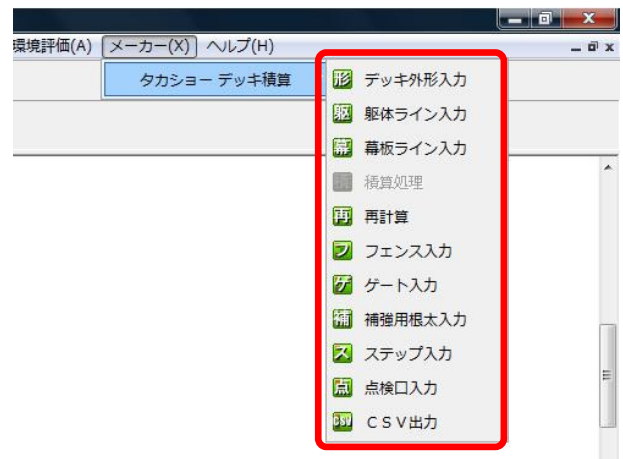 環境評価(A) メーカー(X) ヘルプ(H)
タカショー デッキ積算
形 デッキ外形入力
躯 躯体ライン入力
幕 幕板ライン入力
積 積算処理
再 再計算
フ フェンス入力
ゲ ゲート入力
補 補強用根太入力
ス ステップ入力
点 点検口入力
CSV ＣＳＶ出力